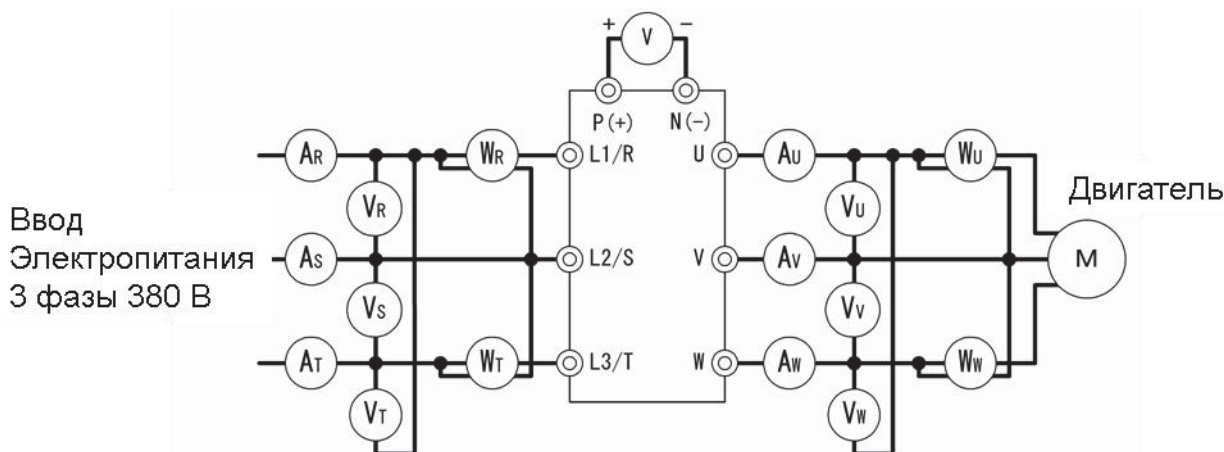 + V −
P(+) N(−)
AR WR L1/R U AU WU
VR VU
Двигатель
Ввод
Электропитания
3 фазы 380 В
AS L2/S V AV M
VS VV
AT WT L3/T W AW WW
VT VW